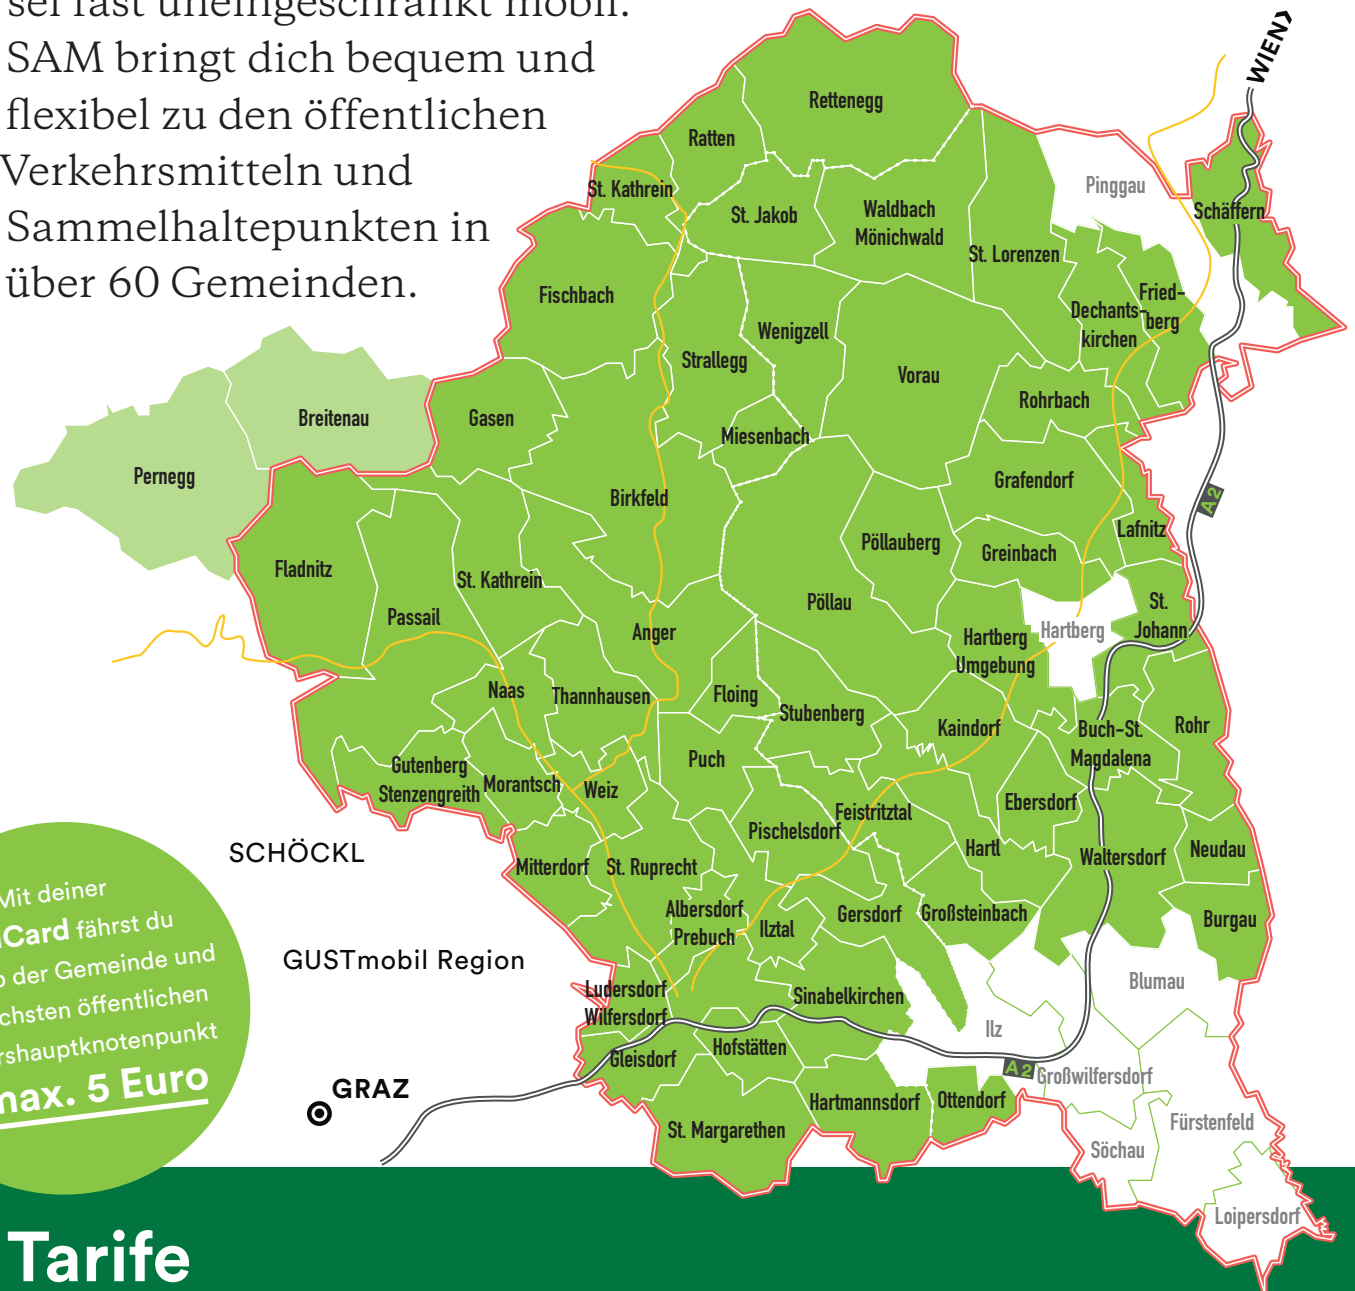 sei fast uneingeschränkt mobil.
SAM bringt dich bequem und
flexibel zu den öffentlichen
Verkehrsmitteln und
Sammelhaltepunkten in
über 60 Gemeinden.
WIEN
Rettenegg
Ratten
St. Kathrein
St. Jakob
Waldbach
Mönichwald
St. Lorenzen
Pinggau
Schäffern
Fischbach
Wenigzell
Dechants-
kirchen
Fried-
berg
Strallegg
Vorau
Rohrbach
Breitenau
Gasen
Miesenbach
Pernegg
Birkfeld
Grafendorf
A2
Lafnitz
Pöllauberg
Greinbach
Fladnitz
St. Kathrein
Passail
Pöllau
St.
Johann
Anger
Hartberg
Umgebung
Hartberg
Naas
Thannhausen
Floing
Stubenberg
Kaindorf
Buch-St.
Magdalena
Rohr
Puch
Gutenberg
Stenzengreith
Morantsch
Weiz
Ebersdorf
Feistritztal
Pischelsdorf
Hartl
Waltersdorf
Neudau
SCHÖCKL
Mitterdorf
St. Ruprecht
Albersdorf
Prebuch
Ilztal
Gersdorf
Großsteinbach
Burgau
GUSTmobil Region
Ludersdorf
Wilfersdorf
Sinabelkirchen
Blumau
Ilz
Gleisdorf
Hofstätten
A2
Großwilfersdorf
GRAZ
Hartmannsdorf
Ottendorf
St. Margarethen
Fürstenfeld
Söchau
Loipersdorf
Mit deiner
Card fährst du
der Gemeinde und
chsten öffentlichen
rshauptknotenpunkt
max. 5 Euro
Tarife